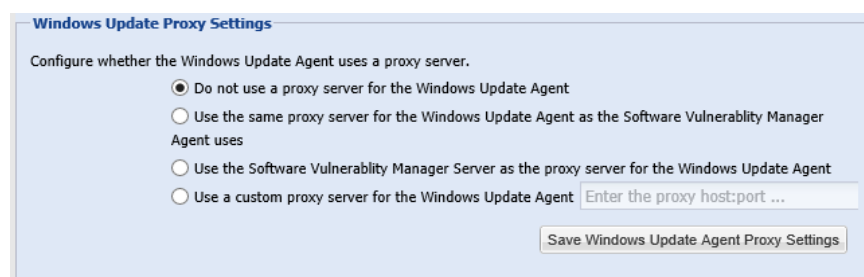 Windows Update Proxy Settings
Configure whether the Windows Update Agent uses a proxy server.
Do not use a proxy server for the Windows Update Agent
Use the same proxy server for the Windows Update Agent as the Software Vulnerablity Manager
Agent uses
Use the Software Vulnerablity Manager Server as the proxy server for the Windows Update Agent
Use a custom proxy server for the Windows Update Agent Enter the proxy host:port ...
Save Windows Update Agent Proxy Settings